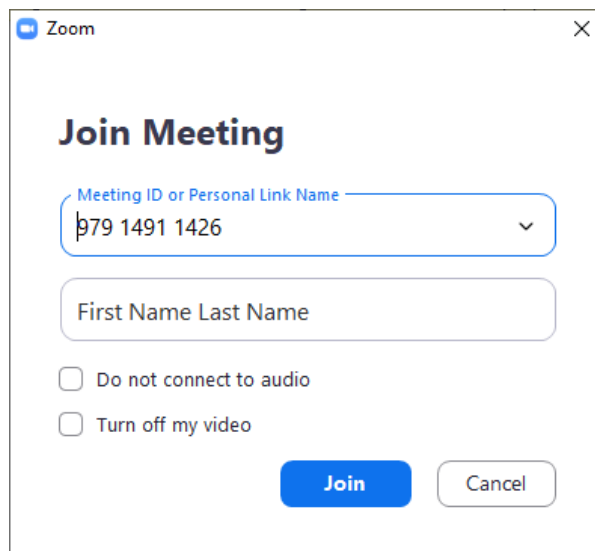 Zoom
Join Meeting
Meeting ID or Personal Link Name
979 1491 1426
First Name Last Name
Do not connect to audio
Turn off my video
Join Cancel